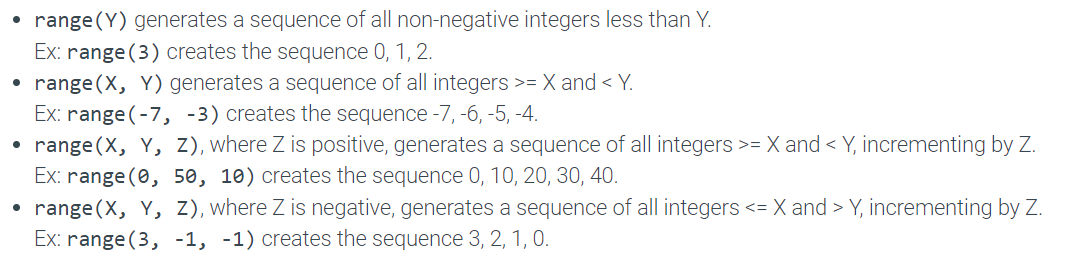 • range(Y) generates a sequence of all non-negative integers less than Y.
Ex: range(3) creates the sequence 0, 1, 2.
• range(X, Y) generates a sequence of all integers >= X and < Y.
Ex: range(-7, -3) creates the sequence -7, -6, -5, -4.
• range(X, Y, Z), where Z is positive, generates a sequence of all integers >= X and < Y, incrementing by Z.
Ex: range(0, 50, 10) creates the sequence 0, 10, 20, 30, 40.
• range(X, Y, Z), where Z is negative, generates a sequence of all integers <= X and > Y, incrementing by Z.
Ex: range(3, -1, -1) creates the sequence 3, 2, 1, 0.